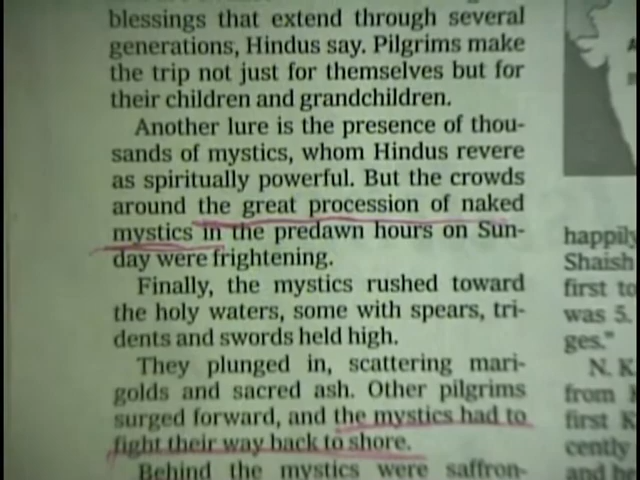 blessings that extend through several
generations, Hindus say. Pilgrims make
the trip not just for themselves but for
their children and grandchildren.
Another lure is the presence of thou-
sands of mystics, whom Hindus revere
as spiritually powerful. But the crowds
around the great procession of naked
mystics in the predawn hours on Sun-
day were frightening.
Finally, the mystics rushed toward
the holy waters, some with spears, tri-
dents and swords held high.
They plunged in, scattering mari-
golds and sacred ash. Other pilgrims
surged forward, and the mystics had to
fight their way back to shore.
Behind the mystics were saffron-
happily
Shaish
first to
was 5.
ges."
N. K
from
first K
cently
and be